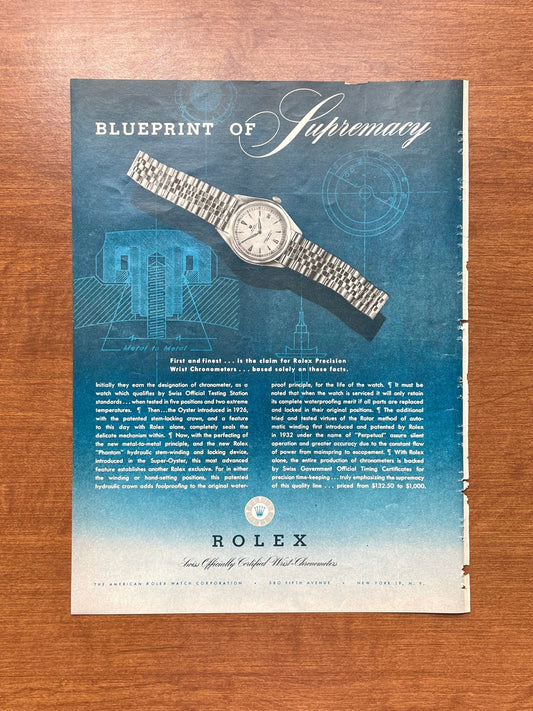 BLUEPRINT OF Supremacy
Metal to Metal
First and finest . . . is the claim for Rolex Precision
Wrist Chronometers . . . based solely on these facts.
Initially they earn the designation of chronometer, as a
watch which qualifies by Swiss Official Testing Station
standards . . . when tested in five positions and two extreme
temperatures. ¶ Then...the Oyster introduced in 1926,
with the patented stem-locking crown, and a feature
to this day with Rolex alone, completely seals the
delicate mechanism within. ¶ Now, with the perfecting of
the new metal-to-metal principle, and the new Rolex
"Phantom" hydraulic stem-winding and locking device,
introduced in the Super-Oyster, this most advanced
feature establishes another Rolex exclusive. For in either
the winding or hand-setting positions, this patented
hydraulic crown adds foolproofing to the original water-
proof principle, for the life of the watch. ¶ It must be
noted that when the watch is serviced it will only retain
its complete waterproofing merit if all parts are replaced
and locked in their original positions. ¶ The additional
tried and tested virtues of the Rotor method of auto-
matic winding first introduced and patented by Rolex
in 1932 under the name of "Perpetual" assure silent
operation and greater accuracy due to the constant flow
of power from mainspring to escapement. ¶ With Rolex
alone, the entire production of chronometers is backed
by Swiss Government Official Timing Certificates for
precision time-keeping . . . truly emphasizing the supremacy
of this quality line . . . priced from $132.50 to $1,000.
ROLEX
Swiss Officially Certified Wrist-Chronometers
THE AMERICAN ROLEX WATCH CORPORATION • 580 FIFTH AVENUE • NEW YORK 19, N. Y.